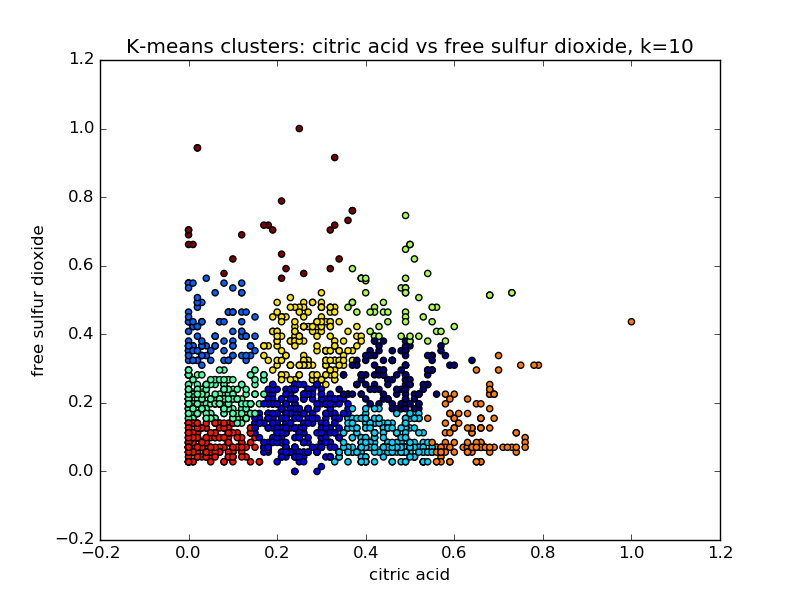 K-means clusters: citric acid vs free sulfur dioxide, k=10
1.2
1.0
0.8
0.6
0.4
0.2
0.0
−0.2
free sulfur dioxide
−0.2 0.0 0.2 0.4 0.6 0.8 1.0 1.2
citric acid